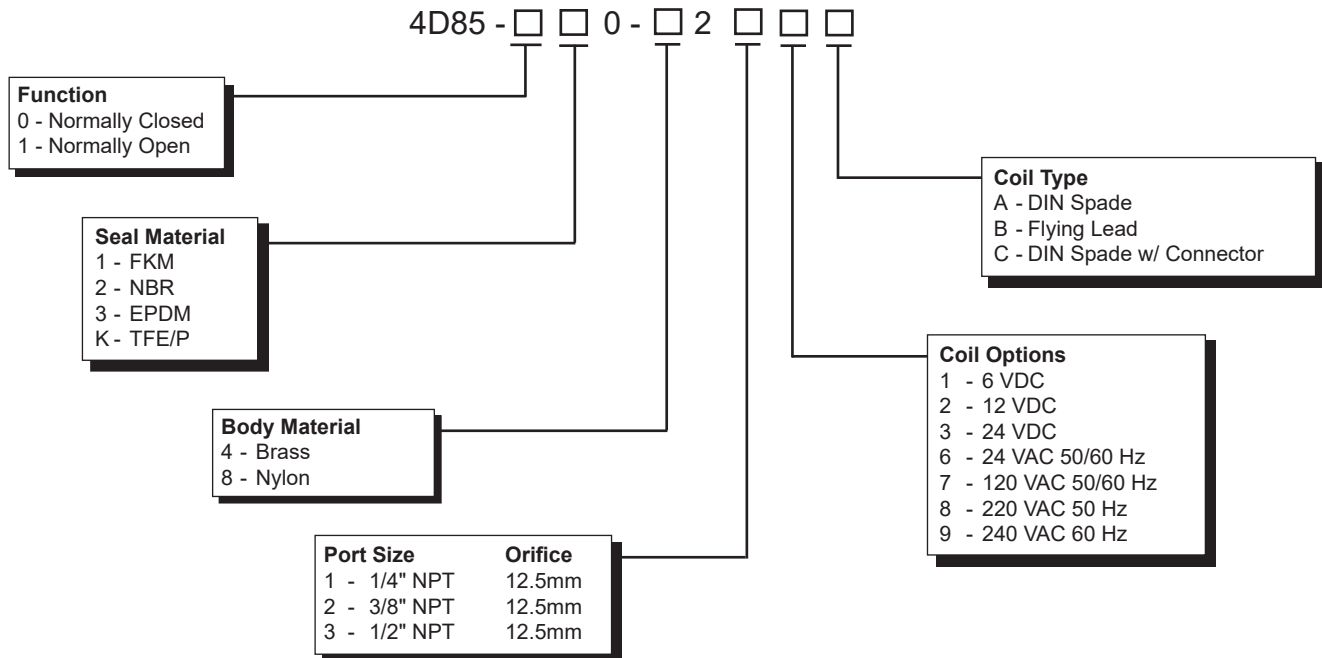 4D85 - 0 - 2
Function
0 - Normally Closed
1 - Normally Open
Seal Material
1 - FKM
2 - NBR
3 - EPDM
K - TFE/P
Body Material
4 - Brass
8 - Nylon
Port Size Orifice
1 - 1/4" NPT 12.5mm
2 - 3/8" NPT 12.5mm
3 - 1/2" NPT 12.5mm
Coil Type
A - DIN Spade
B - Flying Lead
C - DIN Spade w/ Connector
Coil Options
1 - 6 VDC
2 - 12 VDC
3 - 24 VDC
6 - 24 VAC 50/60 Hz
7 - 120 VAC 50/60 Hz
8 - 220 VAC 50 Hz
9 - 240 VAC 60 Hz